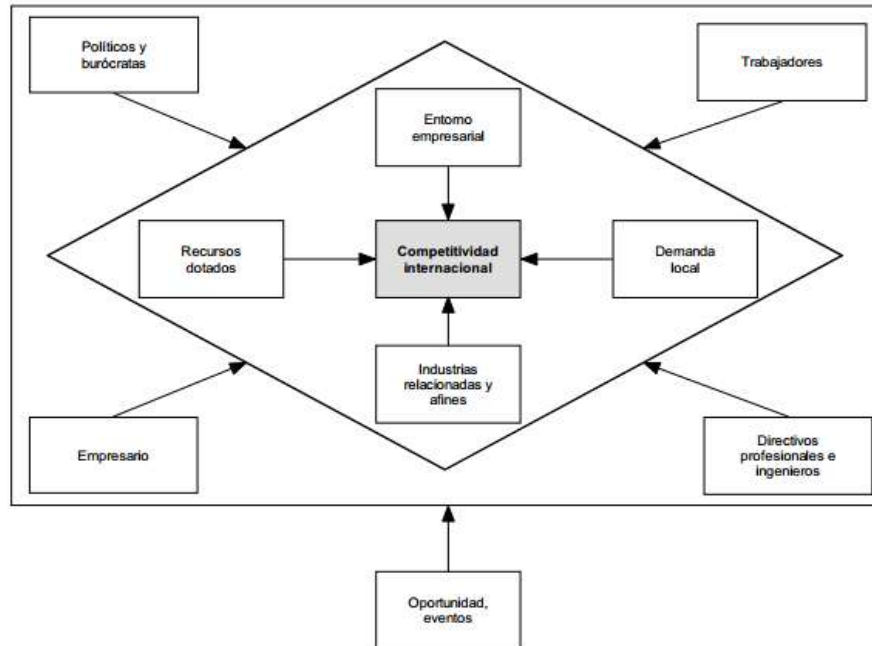 Políticos y
burócratas
Trabajadores
Entorno
empresarial
Recursos
dotados
Competitividad
internacional
Demanda
local
Industrias
relacionadas y
afines
Empresario
Directivos
profesionales e
ingenieros
Oportunidad,
eventos